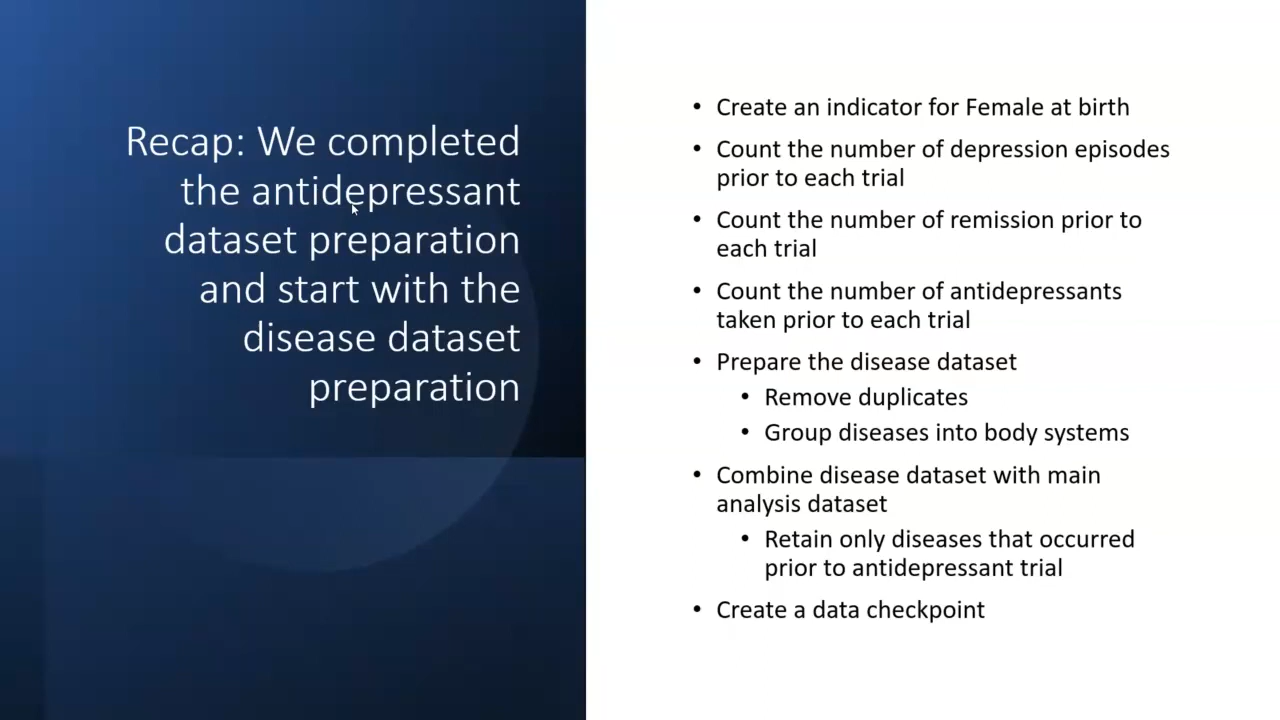 Recap: We completed
the antidepressant
dataset preparation
and start with the
disease dataset
preparation
• Create an indicator for Female at birth
• Count the number of depression episodes
prior to each trial
• Count the number of remission prior to
each trial
• Count the number of antidepressants
taken prior to each trial
• Prepare the disease dataset
• Remove duplicates
• Group diseases into body systems
• Combine disease dataset with main
analysis dataset
• Retain only diseases that occurred
prior to antidepressant trial
• Create a data checkpoint